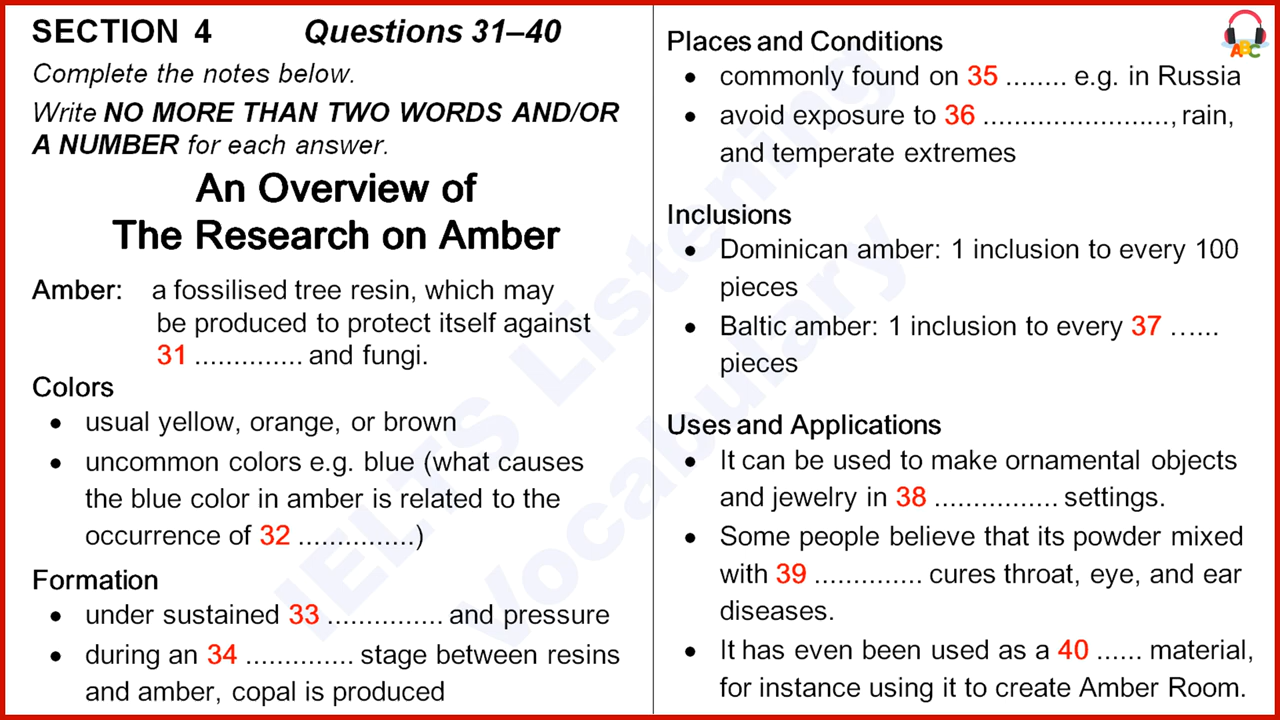 SECTION 4 Questions 31–40
Complete the notes below.
Write NO MORE THAN TWO WORDS AND/OR
A NUMBER for each answer.
An Overview of
The Research on Amber
Amber: a fossilised tree resin, which may
be produced to protect itself against
31 .............. and fungi.
Colors
• usual yellow, orange, or brown
• uncommon colors e.g. blue (what causes
the blue color in amber is related to the
occurrence of 32 ...............)
Formation
• under sustained 33 ............... and pressure
• during an 34 .............. stage between resins
and amber, copal is produced
Places and Conditions
• commonly found on 35 ........ e.g. in Russia
• avoid exposure to 36 ........................, rain,
and temperate extremes
Inclusions
• Dominican amber: 1 inclusion to every 100
pieces
• Baltic amber: 1 inclusion to every 37 …...
pieces
Uses and Applications
• It can be used to make ornamental objects
and jewelry in 38 ................ settings.
• Some people believe that its powder mixed
with 39 .............. cures throat, eye, and ear
diseases.
• It has even been used as a 40 ...... material,
for instance using it to create Amber Room.
IELTS Listening
Vocabulary
ABC